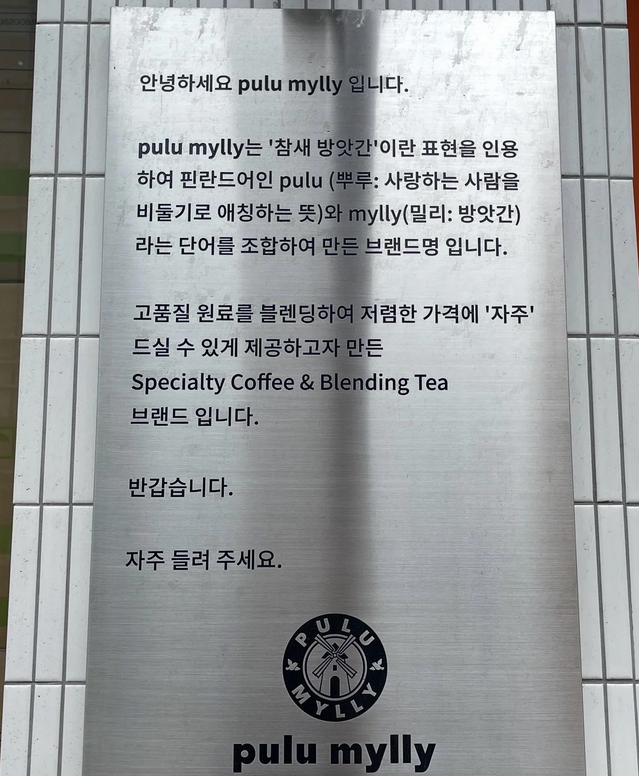 안녕하세요 pulu mylly 입니다.
pulu mylly는 '참새 방앗간'이란 표현을 인용
하여 핀란드어인 pulu (뿌루: 사랑하는 사람을
비둘기로 애칭하는 뜻)와 mylly(밀리: 방앗간)
라는 단어를 조합하여 만든 브랜드명 입니다.
고품질 원료를 블렌딩하여 저렴한 가격에 '자주'
드실 수 있게 제공하고자 만든
Specialty Coffee & Blending Tea
브랜드 입니다.
반갑습니다.
자주 들려 주세요.
PULU
MYLLY
pulu mylly